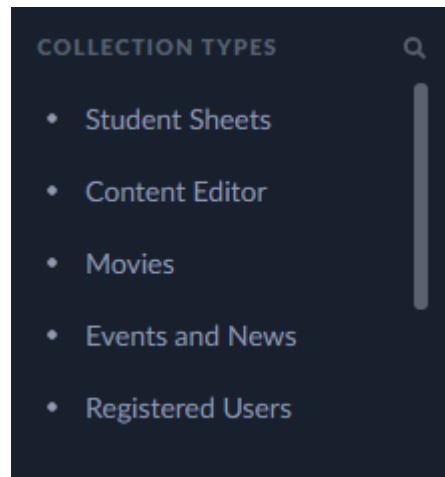 COLLECTION TYPES
Student Sheets
Content Editor
Movies
Events and News
Registered Users